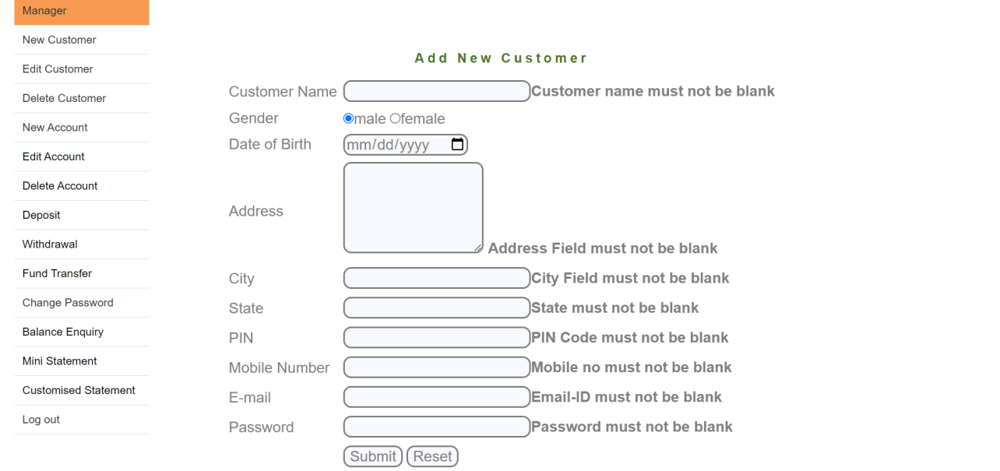 Manager
New Customer
Edit Customer
Delete Customer
New Account
Edit Account
Delete Account
Deposit
Withdrawal
Fund Transfer
Change Password
Balance Enquiry
Mini Statement
Customised Statement
Log out
Add New Customer
Customer Name Customer name must not be blank
Gender male female
Date of Birth mm/dd/yyyy
Address Address Field must not be blank
City City Field must not be blank
State State must not be blank
PIN PIN Code must not be blank
Mobile Number Mobile no must not be blank
E-mail Email-ID must not be blank
Password Password must not be blank
Submit Reset